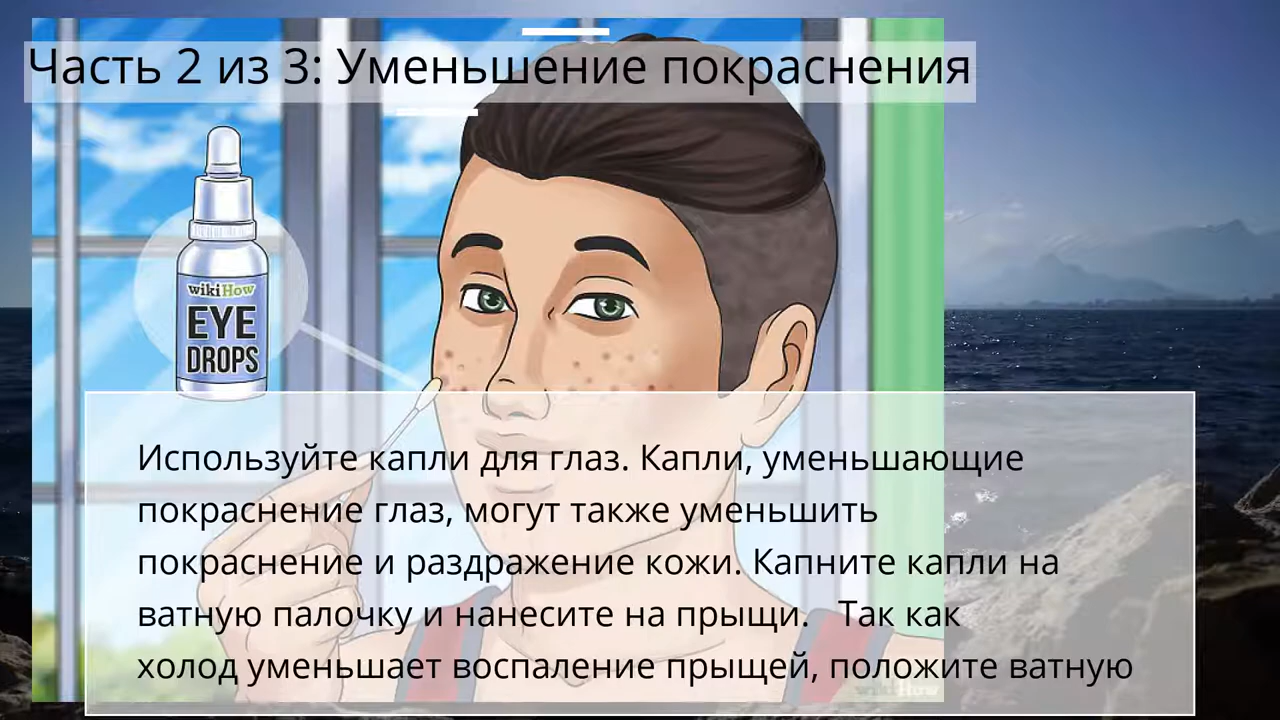 Часть 2 из 3: Уменьшение покраснения
wikiHow
EYE
DROPS
Используйте капли для глаз. Капли, уменьшающие
покраснение глаз, могут также уменьшить
покраснение и раздражение кожи. Капните капли на
ватную палочку и нанесите на прыщи. Так как
холод уменьшает воспаление прыщей, положите ватную
wikiHow